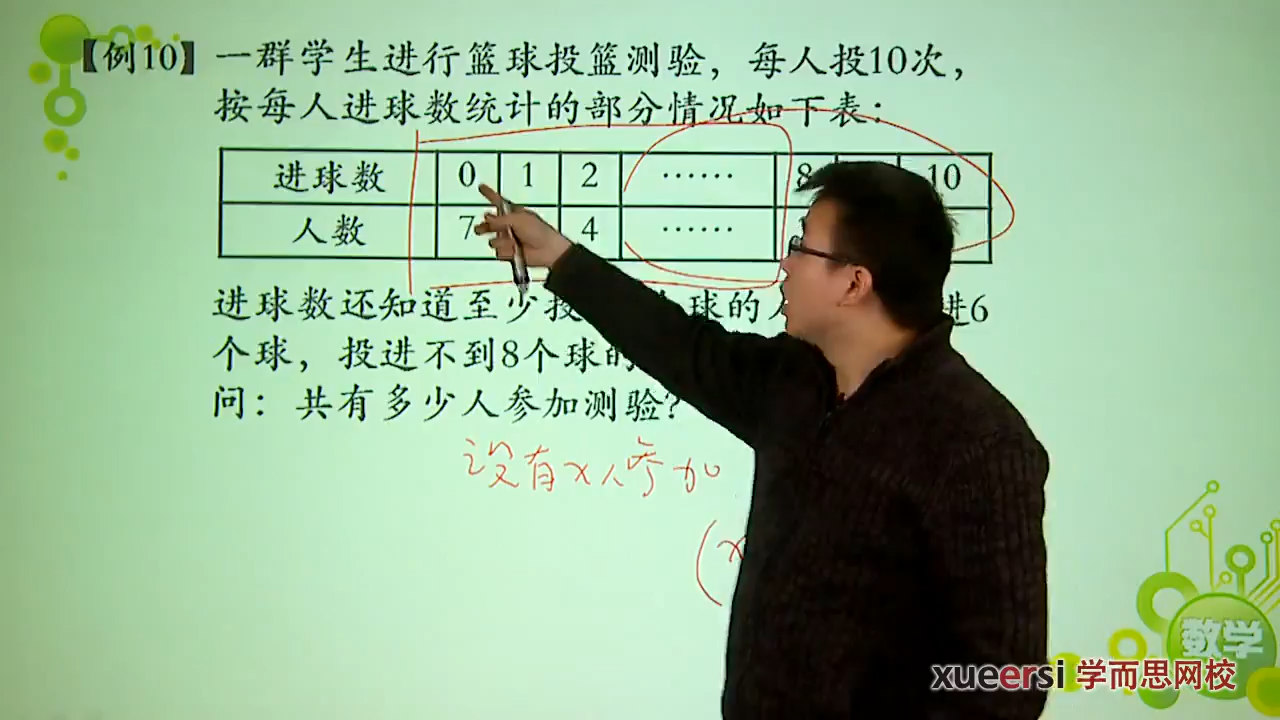 【例10】一群学生进行篮球投篮测验，每人投10次，
按每人进球数统计的部分情况如下表：
进球数 0 1 2 …… 8 10
人数 7 4 ……
进球数还知道至少投 球的 进6
个球，投进不到8个球的
问：共有多少人参加测验？
设有x人参加
(x
数学
xueersi 学而思网校